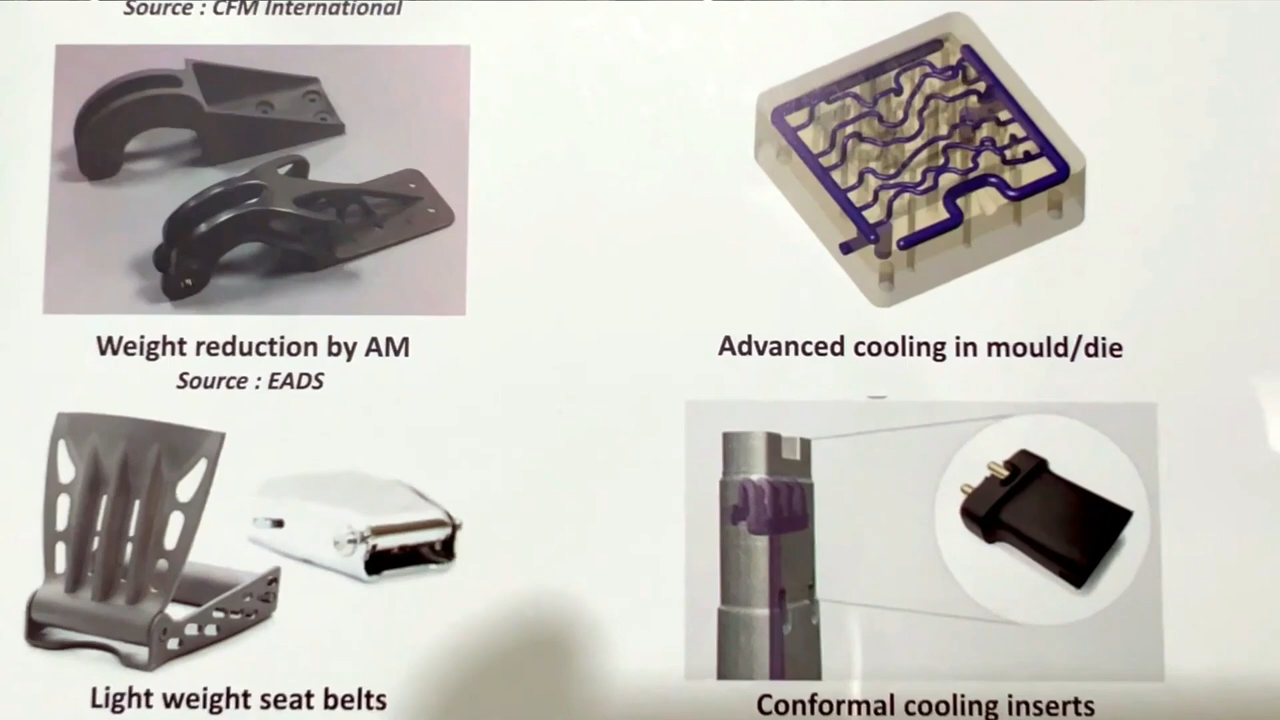 Source : CFM International
Weight reduction by AM
Source : EADS
Advanced cooling in mould/die
Light weight seat belts
Conformal cooling inserts